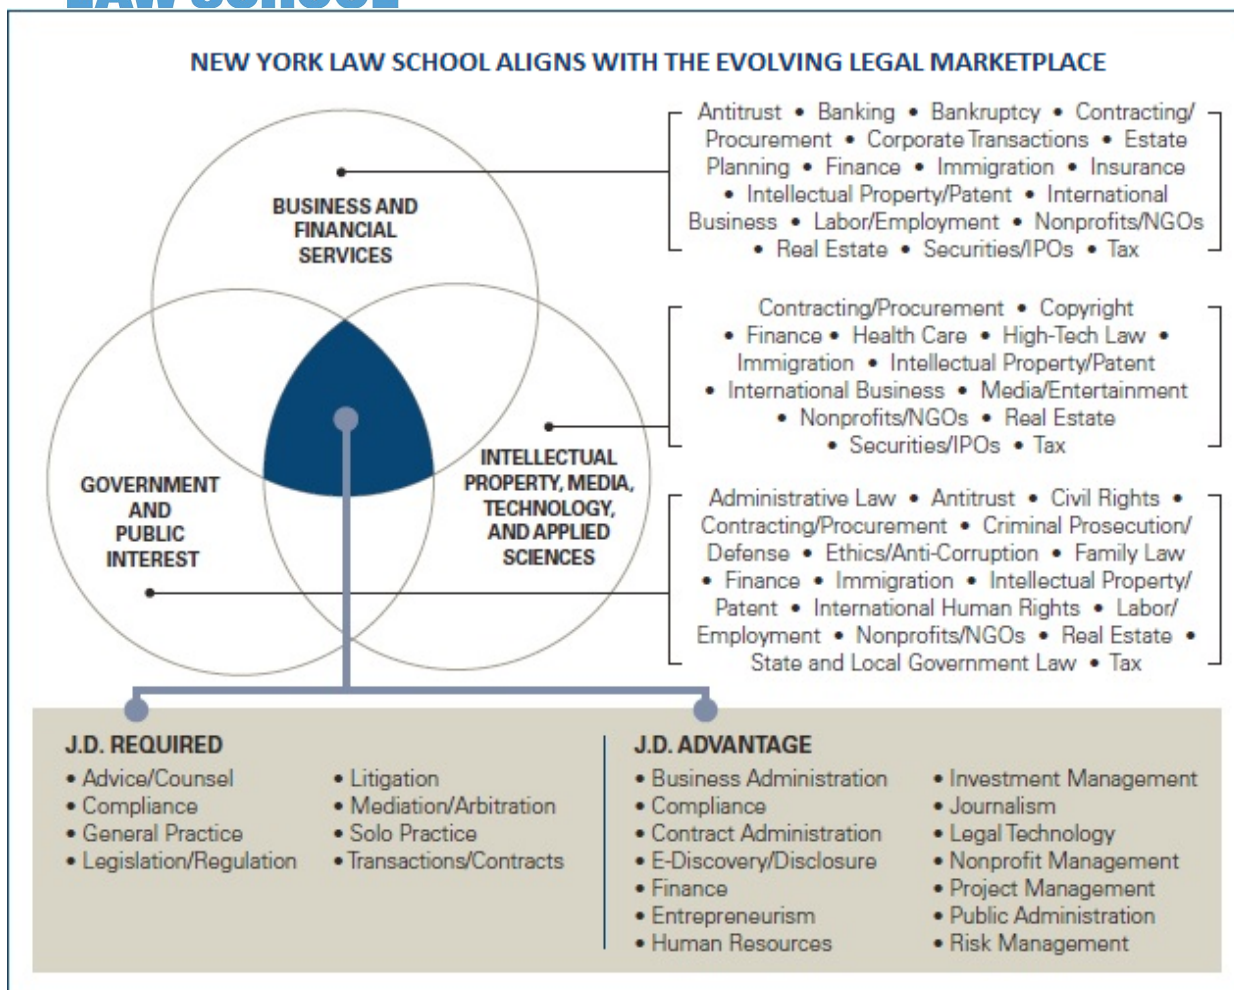 LAW SCHOOL
NEW YORK LAW SCHOOL ALIGNS WITH THE EVOLVING LEGAL MARKETPLACE
BUSINESS AND
FINANCIAL
SERVICES
GOVERNMENT
AND
PUBLIC
INTEREST
INTELLECTUAL
PROPERTY, MEDIA,
TECHNOLOGY,
AND APPLIED
SCIENCES
Antitrust • Banking • Bankruptcy • Contracting/
Procurement • Corporate Transactions • Estate
Planning • Finance • Immigration • Insurance
• Intellectual Property/Patent • International
Business • Labor/Employment • Nonprofits/NGOs
• Real Estate • Securities/IPOs • Tax
Contracting/Procurement • Copyright
• Finance • Health Care • High-Tech Law •
Immigration • Intellectual Property/Patent
• International Business • Media/Entertainment
• Nonprofits/NGOs • Real Estate
• Securities/IPOs • Tax
Administrative Law • Antitrust • Civil Rights •
Contracting/Procurement • Criminal Prosecution/
Defense • Ethics/Anti-Corruption • Family Law
• Finance • Immigration • Intellectual Property/
Patent • International Human Rights • Labor/
Employment • Nonprofits/NGOs • Real Estate •
State and Local Government Law • Tax
J.D. REQUIRED
• Advice/Counsel
• Compliance
• General Practice
• Legislation/Regulation
• Litigation
• Mediation/Arbitration
• Solo Practice
• Transactions/Contracts
J.D. ADVANTAGE
• Business Administration
• Compliance
• Contract Administration
• E-Discovery/Disclosure
• Finance
• Entrepreneurism
• Human Resources
• Investment Management
• Journalism
• Legal Technology
• Nonprofit Management
• Project Management
• Public Administration
• Risk Management